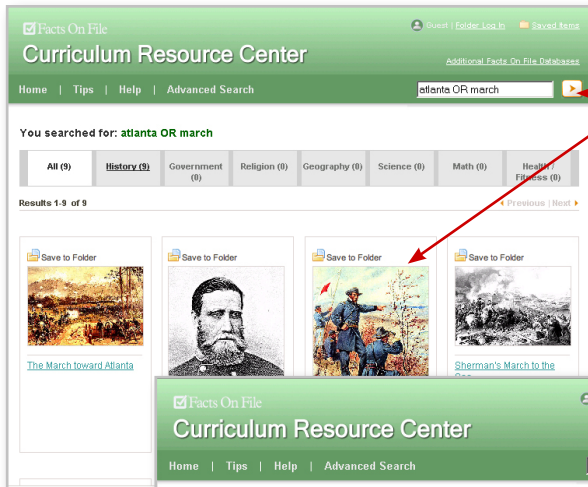 Facts On File
Guest | Folder Log In Saved Items
Curriculum Resource Center
Additional Facts On File Databases
Home | Tips | Help | Advanced Search
atlanta OR march
You searched for: atlanta OR march
All (9) History (9) Government (0) Religion (0) Geography (0) Science (0) Math (0) Health / Fitness (0)
Results 1-9 of 9
Previous | Next
Save to Folder Save to Folder Save to Folder Save to Folder
The March toward Atlanta
Sherman's March to the
Facts On File
Curriculum Resource Center
Home | Tips | Help | Advanced Search